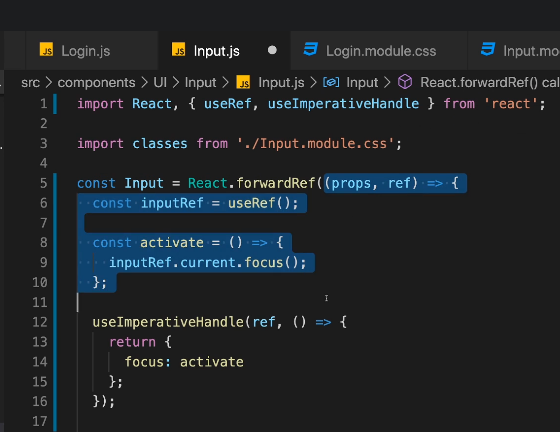 JS Login.js JS Input.js Login.module.css Input.mo
src > components > UI > Input > JS Input.js > Input > React.forwardRef() cal
1 import React, { useRef, useImperativeHandle } from 'react';
2
3 import classes from './Input.module.css';
4
5 const Input = React.forwardRef((props, ref) => {
6 const inputRef = useRef();
7
8 const activate = () => {
9 inputRef.current.focus();
10 };
11
12 useImperativeHandle(ref, () => {
13 return {
14 focus: activate
15 };
16 });
17